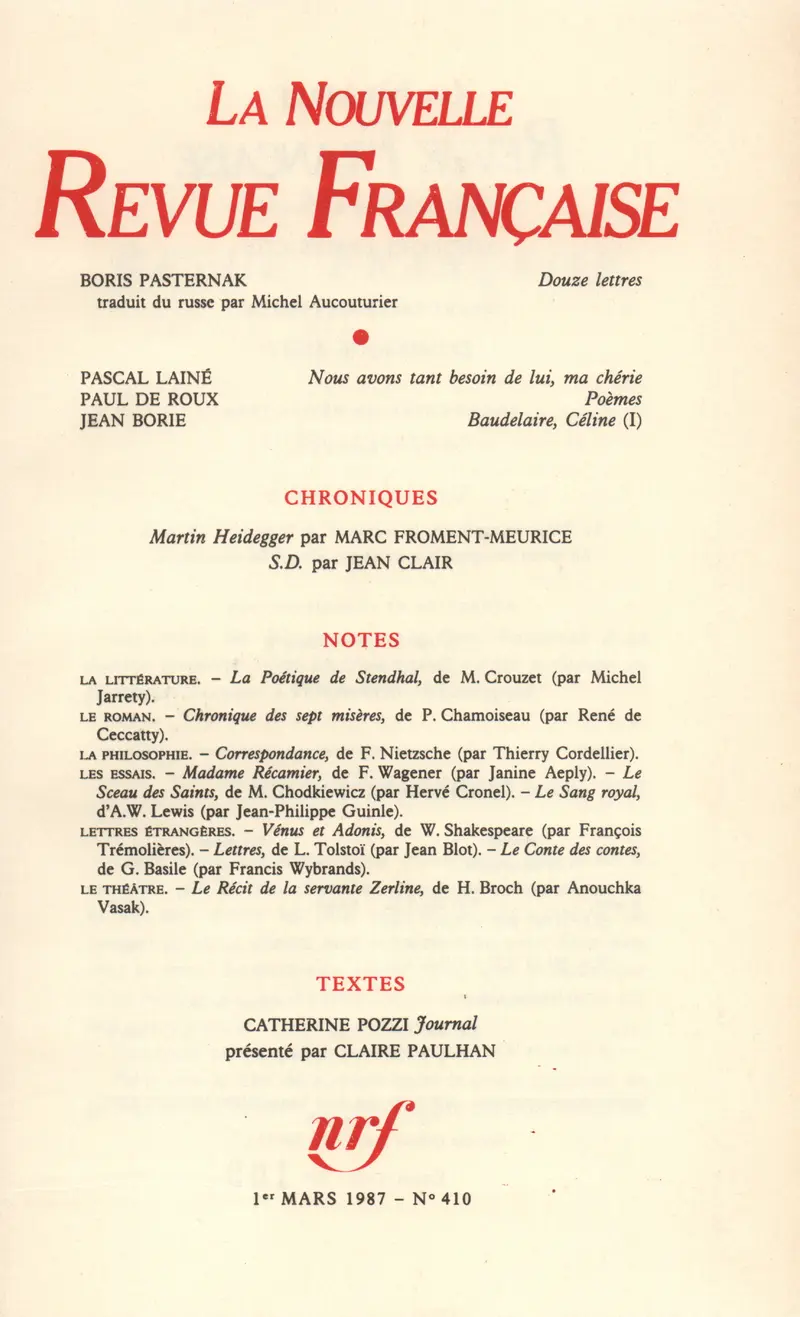 LA NOUVELLE
REVUE FRANÇAISE
BORIS PASTERNAK Douze lettres
traduit du russe par Michel Aucouturier
PASCAL LAINÉ Nous avons tant besoin de lui, ma chérie
PAUL DE ROUX Poèmes
JEAN BORIE Baudelaire, Céline (I)
CHRONIQUES
Martin Heidegger par MARC FROMENT-MEURICE
S.D. par JEAN CLAIR
NOTES
LA LITTÉRATURE. – La Poétique de Stendhal, de M. Crouzet (par Michel
Jarrety).
LE ROMAN. – Chronique des sept misères, de P. Chamoiseau (par René de
Ceccatty).
LA PHILOSOPHIE. – Correspondance, de F. Nietzsche (par Thierry Cordellier).
LES ESSAIS. – Madame Récamier, de F. Wagener (par Janine Aeply). – Le
Sceau des Saints, de M. Chodkiewicz (par Hervé Cronel). – Le Sang royal,
d'A.W. Lewis (par Jean-Philippe Guinle).
LETTRES ÉTRANGÈRES. – Vénus et Adonis, de W. Shakespeare (par François
Trémolières). – Lettres, de L. Tolstoï (par Jean Blot). – Le Conte des contes,
de G. Basile (par Francis Wybrands).
LE THÉÂTRE. – Le Récit de la servante Zerline, de H. Broch (par Anouchka
Vasak).
TEXTES
CATHERINE POZZI Journal
présenté par CLAIRE PAULHAN
nrf
1er MARS 1987 – N° 410